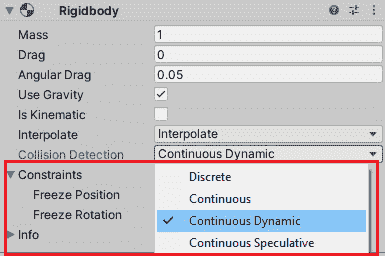 Rigidbody
Mass 1
Drag 0
Angular Drag 0.05
Use Gravity
Is Kinematic
Interpolate Interpolate
Collision Detection Continuous Dynamic
Constraints
Discrete
Freeze Position Continuous
Freeze Rotation Continuous Dynamic
Info Continuous Speculative